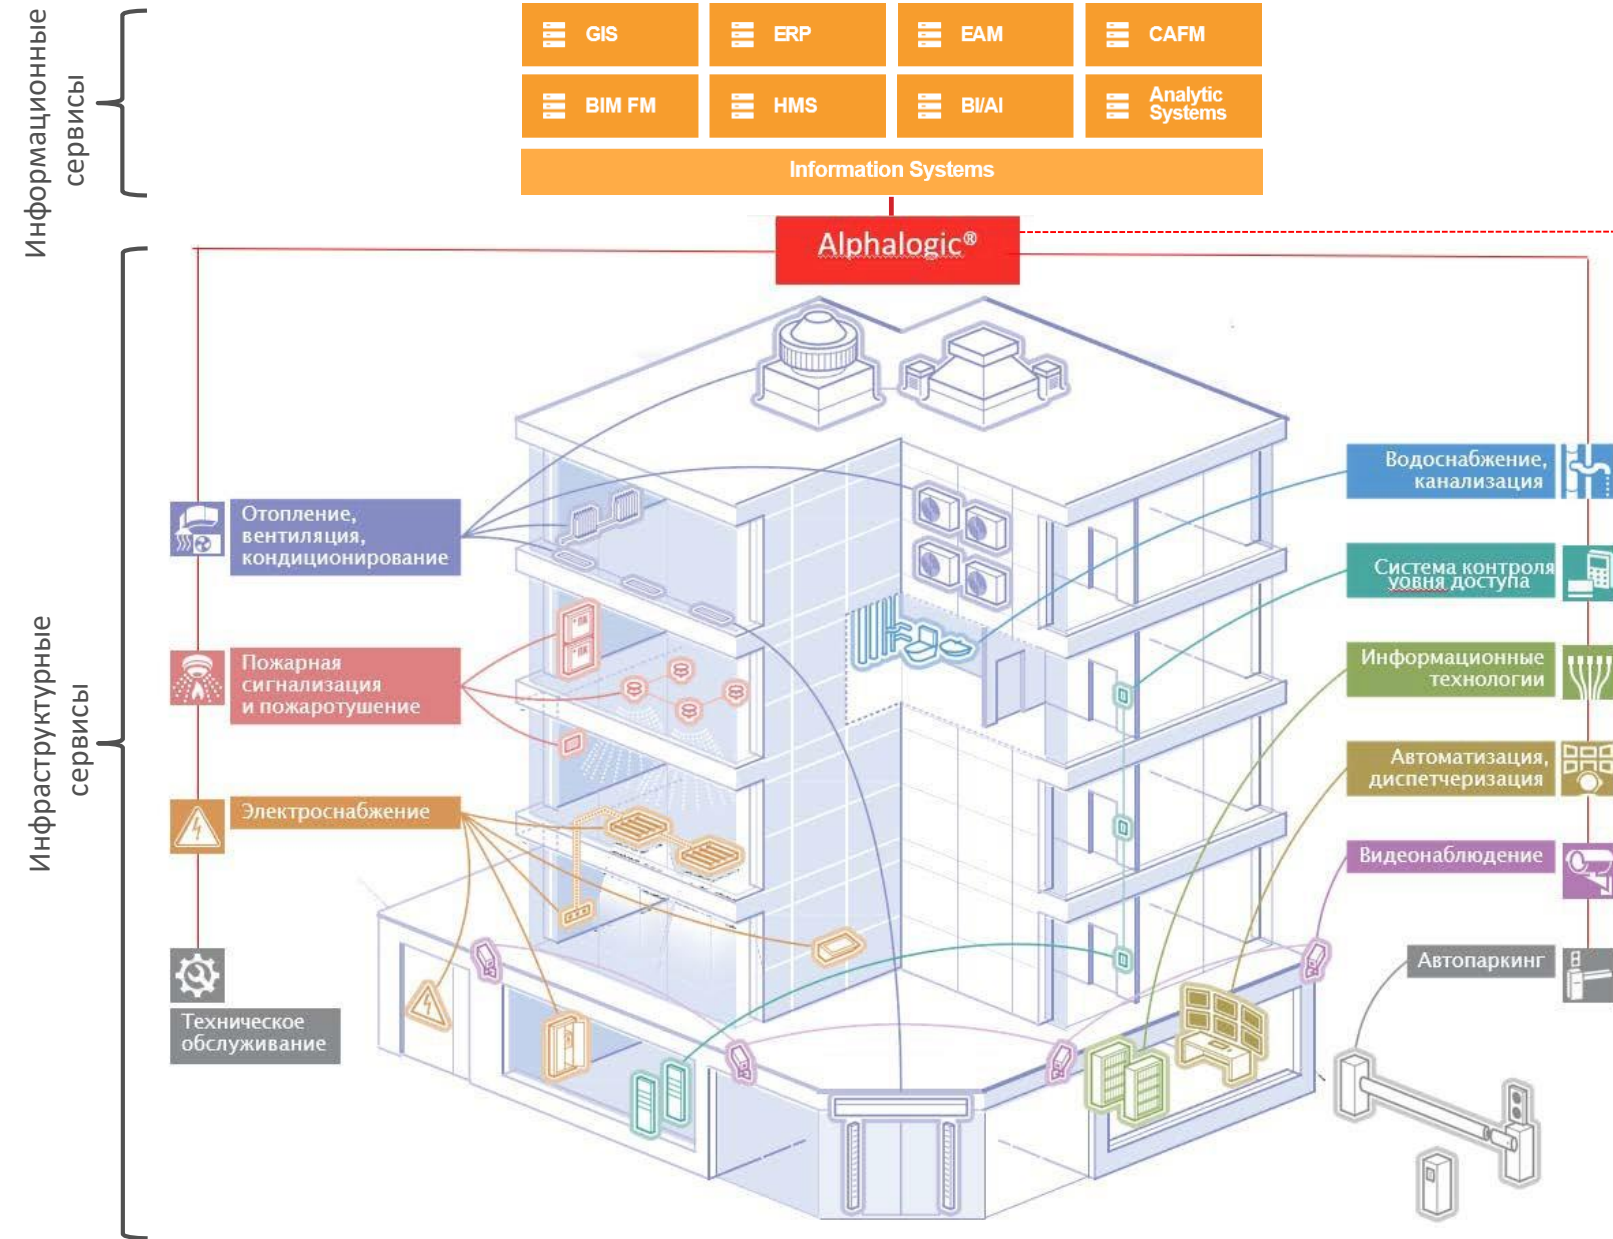 Информационные
сервисы
GIS
ERP
EAM
CAFM
BIM FM
HMS
BI/AI
Analytic
Systems
Information Systems
Alphalogic®
Инфраструктурные
сервисы
Отопление,
вентиляция,
кондиционирование
Пожарная
сигнализация
и пожаротушение
Электроснабжение
Техническое
обслуживание
Водоснабжение,
канализация
Система контроля
уовня доступа
Информационные
технологии
Автоматизация,
диспетчеризация
Видеонаблюдение
Автопаркинг